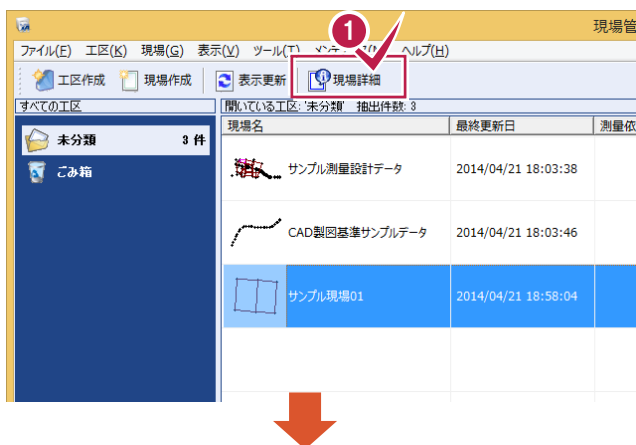 現場管
ファイル(F) 工区(K) 現場(G) 表示(V) ツール(T) ヘルプ(H)
1
工区作成 現場作成 表示更新 現場詳細
すべての工区 開いている工区: '未分類' 抽出件数: 3
現場名 最終更新日 測量依
未分類 3 件
サンプル測量設計データ 2014/04/21 18:03:38
ごみ箱
CAD製図基準サンプルデータ 2014/04/21 18:03:46
サンプル現場01 2014/04/21 18:58:04